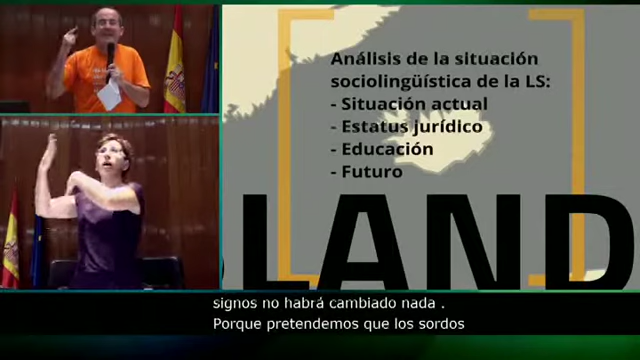 Análisis de la situación
sociolingüística de la LS:
- Situación actual
- Estatus jurídico
- Educación
- Futuro
LAND
signos no habrá cambiado nada .
Porque pretendemos que los sordos